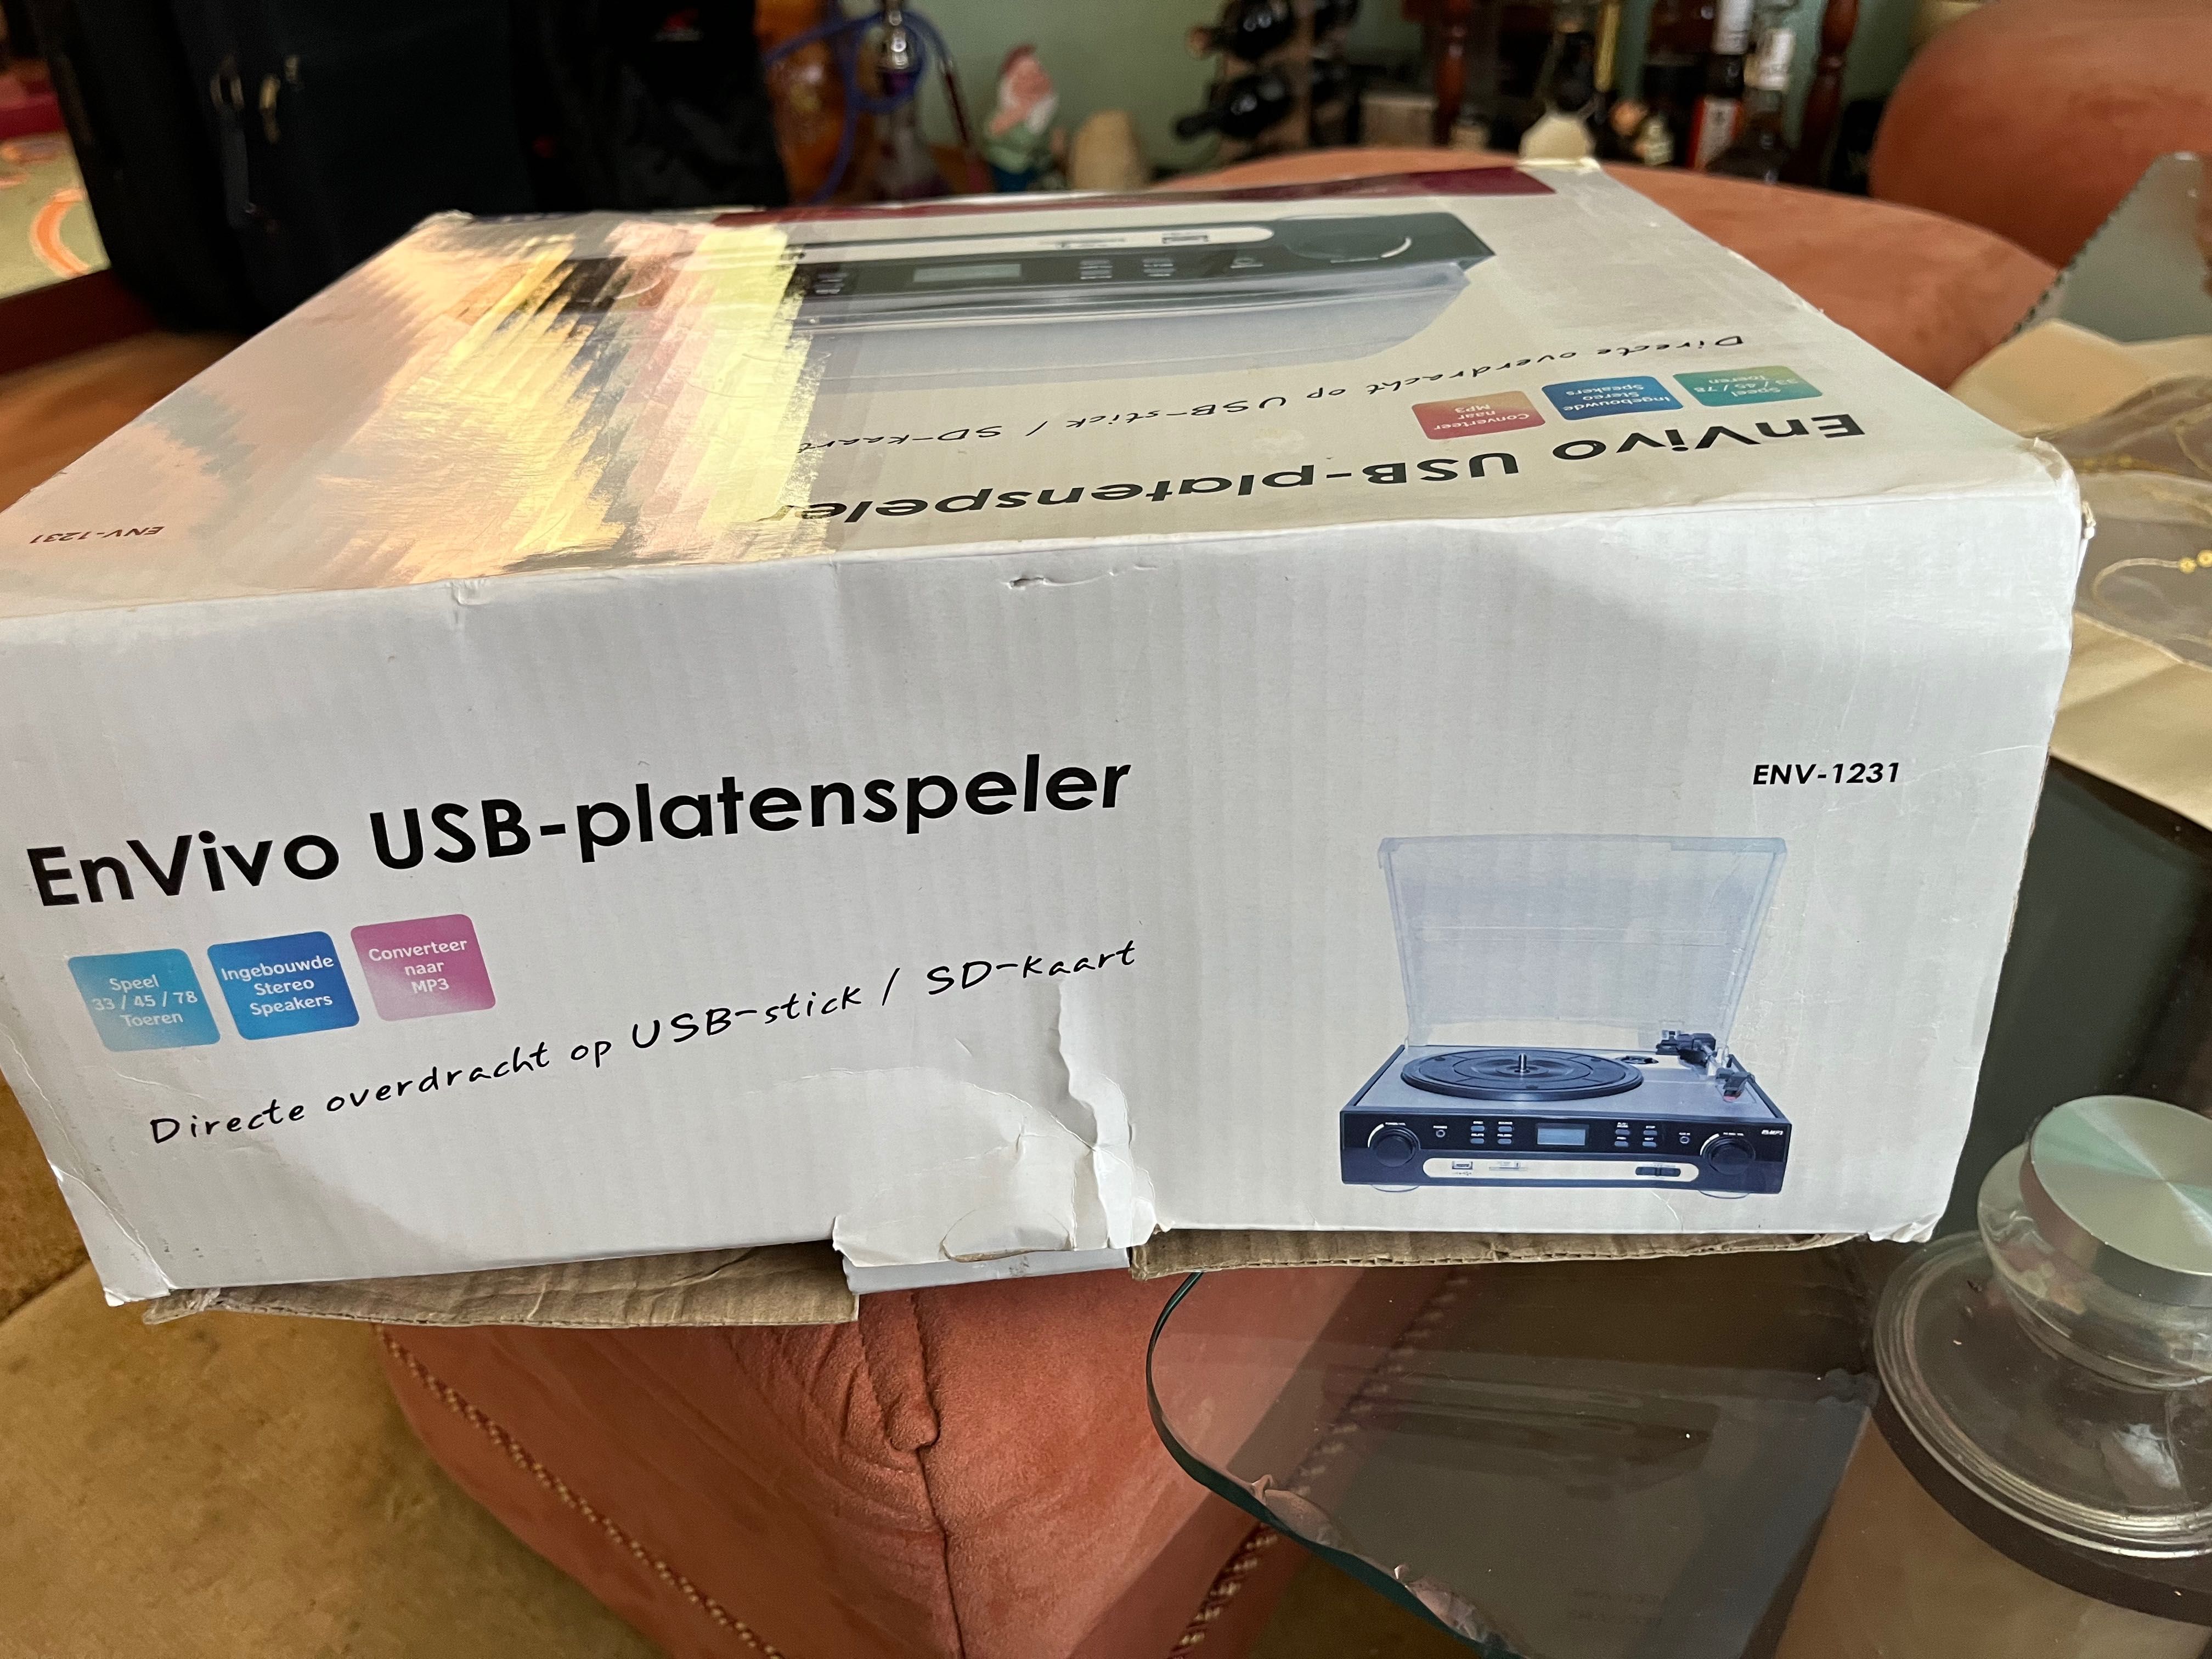 ENV-1231
Directe overdracht op USB-stick / SD-kaart
Speel
33 / 45 / 78
Toeren
Ingebouwde
Stereo
Speakers
Converteer
naar
MP3
EnVivo USB-platenspeler
EnVivo USB-platenspeler
ENV-1231
Speel
33 / 45 / 78
Toeren
Ingebouwde
Stereo
Speakers
Converteer
naar
MP3
Directe overdracht op USB-stick / SD-kaart